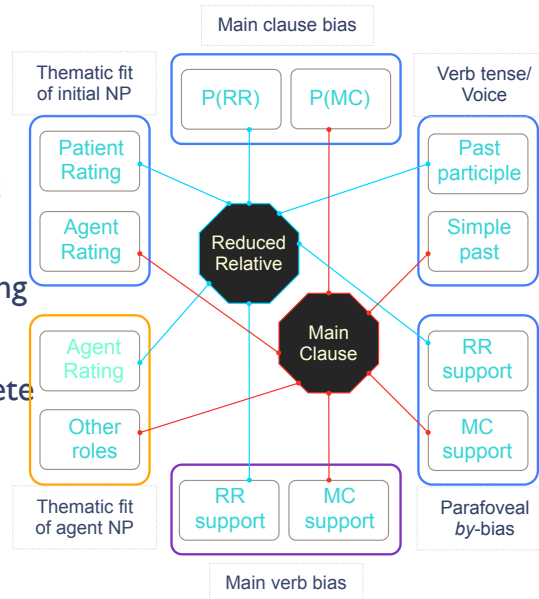 Main clause bias
Thematic fit
of initial NP
Verb tense/
Voice
P(RR)
P(MC)
Patient
Rating
Past
participle
Agent
Rating
Simple
past
Reduced
Relative
Main
Clause
Agent
Rating
RR
support
Other
roles
MC
support
Thematic fit
of agent NP
RR
support
MC
support
Parafoveal
by-bias
Main verb bias